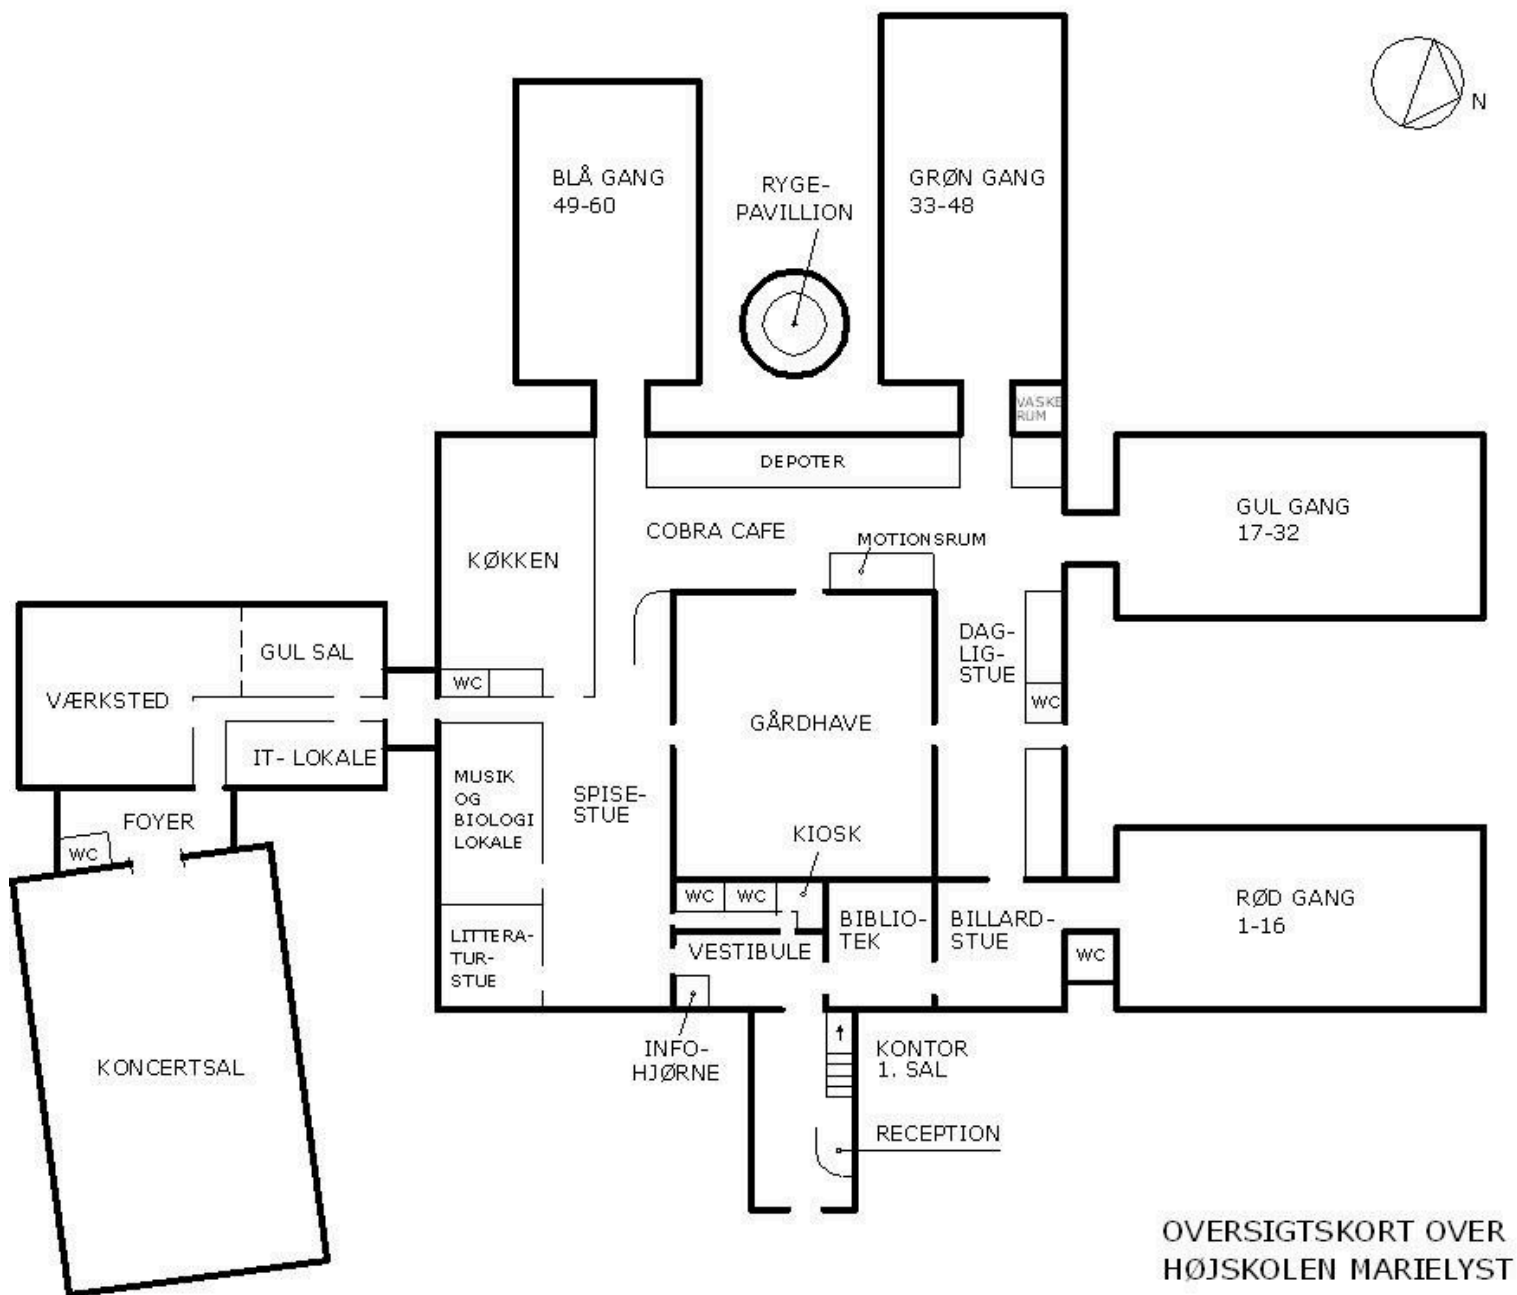 N
BLÅ GANG
49-60
RYGE-
PAVILLION
GRØN GANG
33-48
VASKE
RUM
DEPOTER
COBRA CAFE
MOTIONSRUM
GUL GANG
17-32
KØKKEN
GUL SAL
VÆRKSTED
WC
IT- LOKALE
FOYER
WC
KONCERTSAL
MUSIK
OG
BIOLOGI
LOKALE
LITTERA-
TUR-
STUE
SPISE-
STUE
GÅRDHAVE
DAG-
LIG-
STUE
WC
KIOSK
WC
WC
VESTIBULE
BIBLIO-
TEK
BILLARD-
STUE
WC
RØD GANG
1-16
INFO-
HJØRNE
KONTOR
1. SAL
RECEPTION
OVERSIGTSKORT OVER
HØJSKOLEN MARIELYST